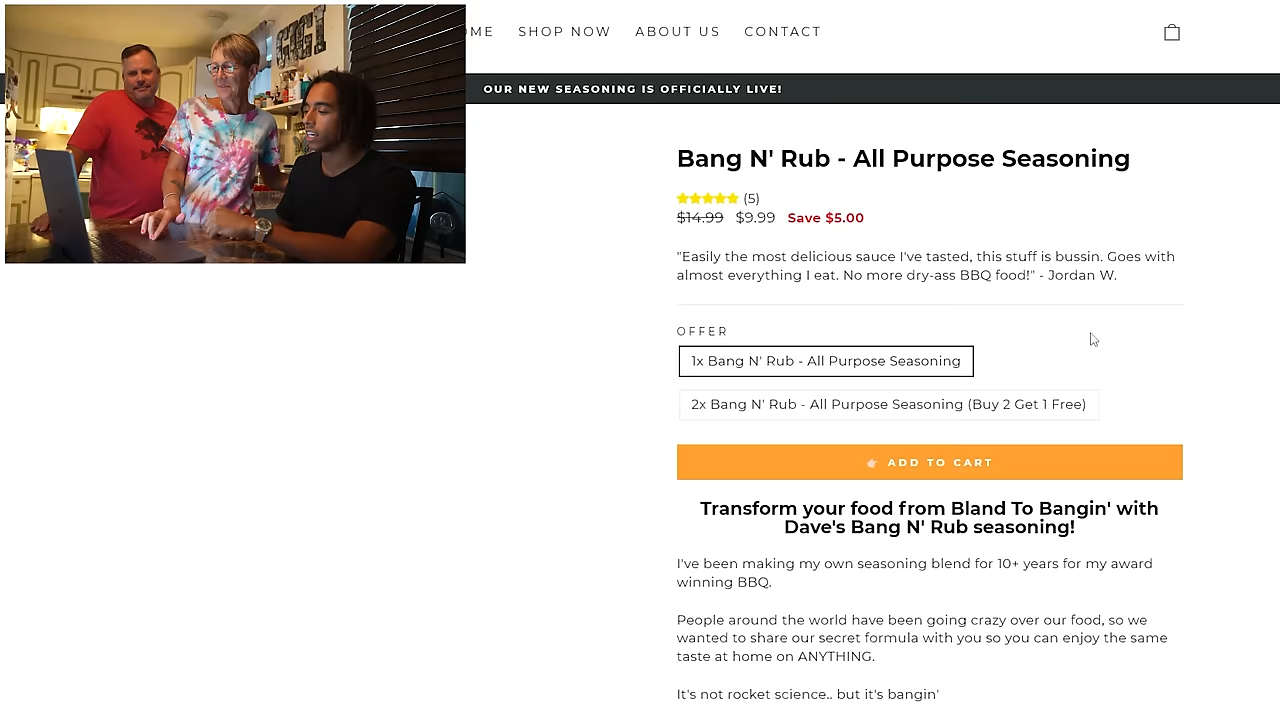 SHOP NOW ABOUT US CONTACT
OUR NEW SEASONING IS OFFICIALLY LIVE!
Bang N' Rub - All Purpose Seasoning
(5)
$14.99 $9.99 Save $5.00
"Easily the most delicious sauce I've tasted, this stuff is bussin. Goes with
almost everything I eat. No more dry-ass BBQ food!" - Jordan W.
OFFER
1x Bang N' Rub - All Purpose Seasoning
2x Bang N' Rub - All Purpose Seasoning (Buy 2 Get 1 Free)
ADD TO CART
Transform your food from Bland To Bangin' with
Dave's Bang N' Rub seasoning!
I've been making my own seasoning blend for 10+ years for my award
winning BBQ.
People around the world have been going crazy over our food, so we
wanted to share our secret formula with you so you can enjoy the same
taste at home on ANYTHING.
It's not rocket science.. but it's bangin'